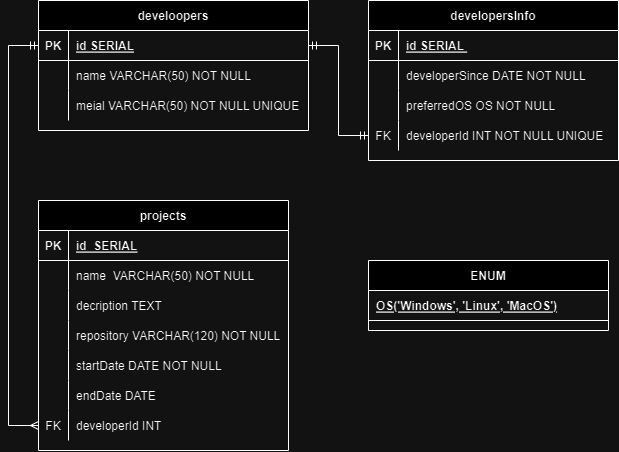 develoopers
PK id SERIAL
name VARCHAR(50) NOT NULL
meial VARCHAR(50) NOT NULL UNIQUE
developersInfo
PK id SERIAL
developerSince DATE NOT NULL
preferredOS OS NOT NULL
FK developerId INT NOT NULL UNIQUE
projects
PK id SERIAL
name VARCHAR(50) NOT NULL
decription TEXT
repository VARCHAR(120) NOT NULL
startDate DATE NOT NULL
endDate DATE
FK developerId INT
ENUM
OS('Windows', 'Linux', 'MacOS')